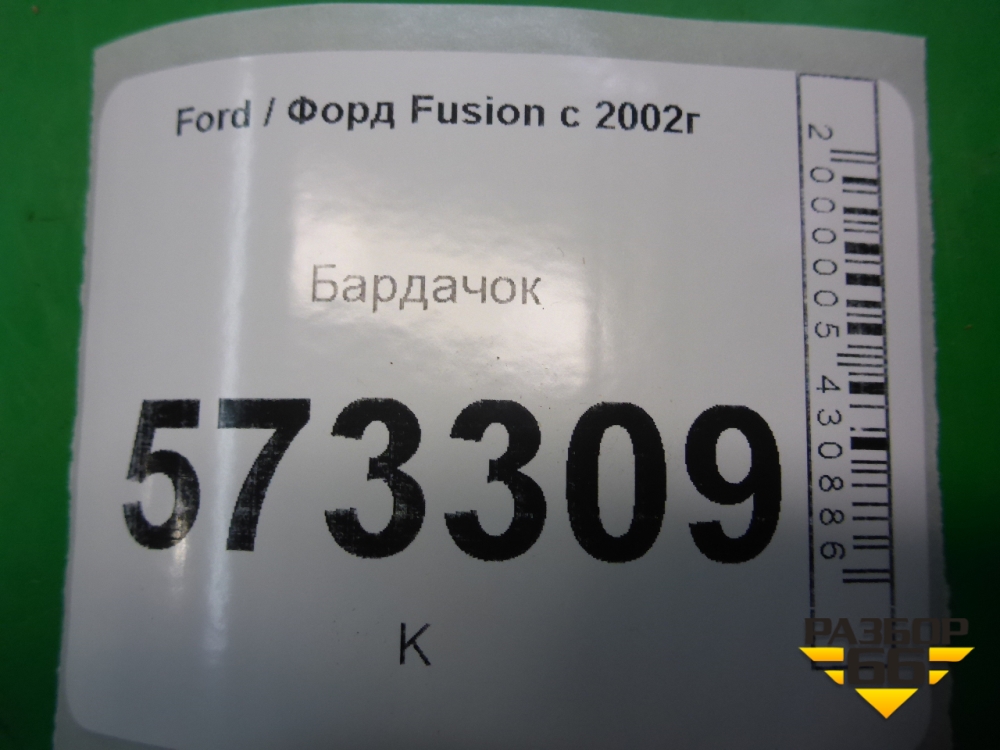 Ford / Форд Fusion с 2002г
Бардачок
573309
К
2000005430886
РАЗБОР
66